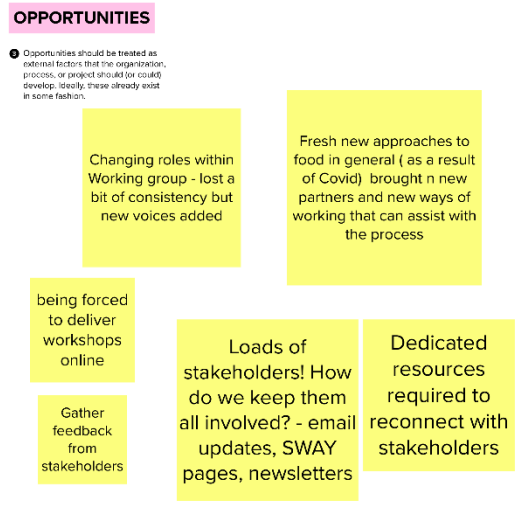 OPPORTUNITIES
3 Opportunities should be treated as
external factors that the organization,
process, or project should (or could)
develop. Ideally, these already exist
in some fashion.
Changing roles within
Working group - lost a
bit of consistency but
new voices added
Fresh new approaches to
food in general ( as a result
of Covid) brought n new
partners and new ways of
working that can assist with
the process
being forced
to deliver
workshops
online
Gather
feedback
from
stakeholders
Loads of
stakeholders! How
do we keep them
all involved? - email
updates, SWAY
pages, newsletters
Dedicated
resources
required to
reconnect with
stakeholders